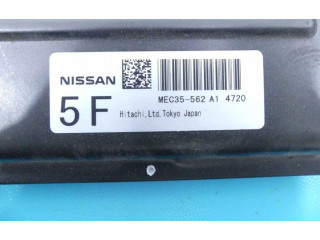 NISSAN
MEC35-562 A1 4720
5F
Hitachi,Ltd.Tokyo Japan